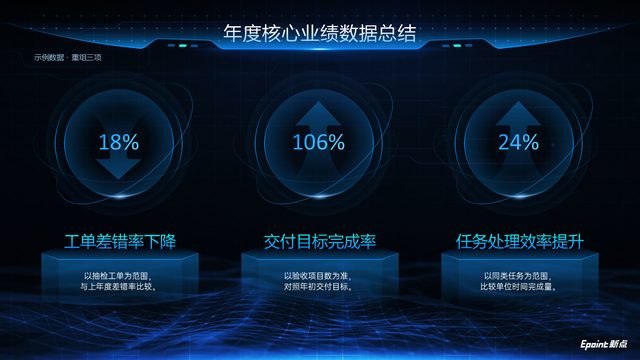 年度核心业绩数据总结
示例数据 · 重组三项
18%
106%
24%
工单差错率下降
交付目标完成率
任务处理效率提升
以抽检工单为范围，
与上年度差错率比较。
以验收项目数为准，
对照年初交付目标。
以同类任务为范围，
比较单位时间完成量。
Epoint新点